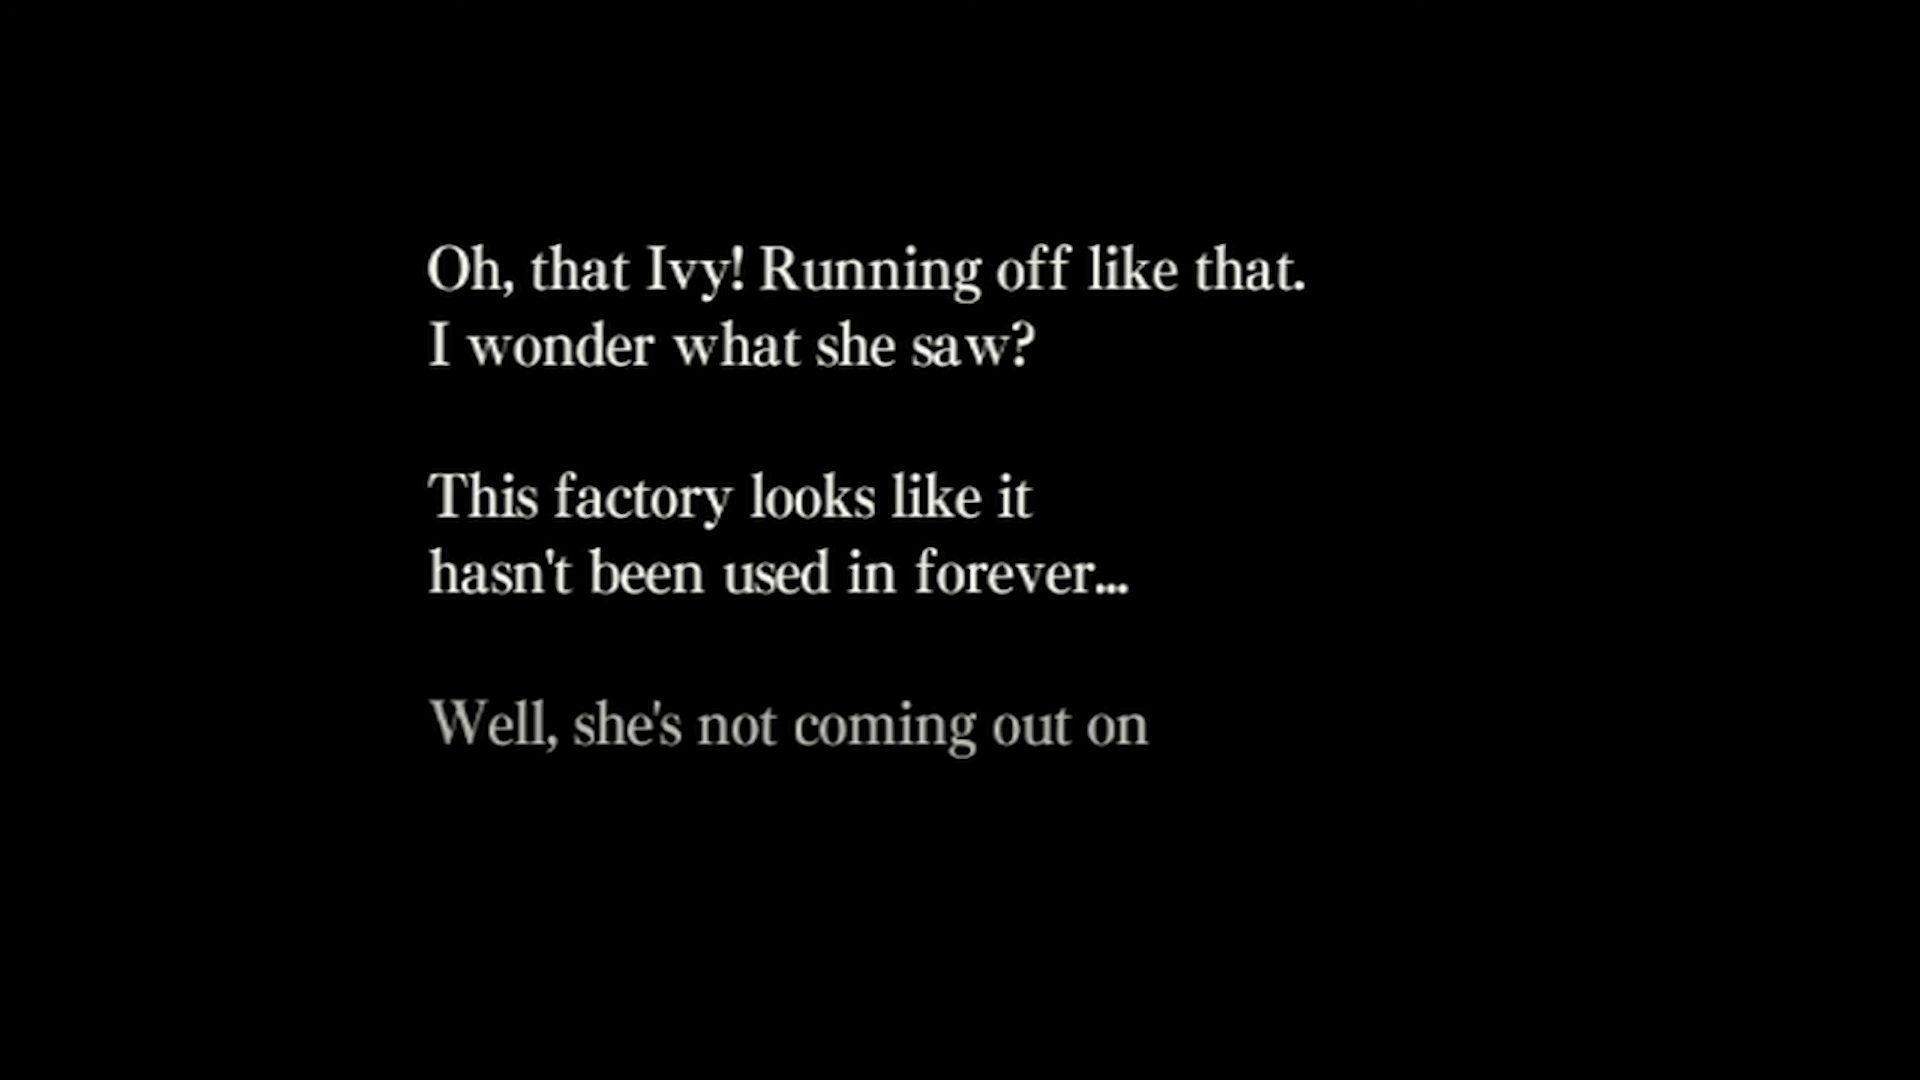 Oh, that Ivy! Running off like that.
I wonder what she saw?
This factory looks like it
hasn't been used in forever...
Well, she's not coming out on